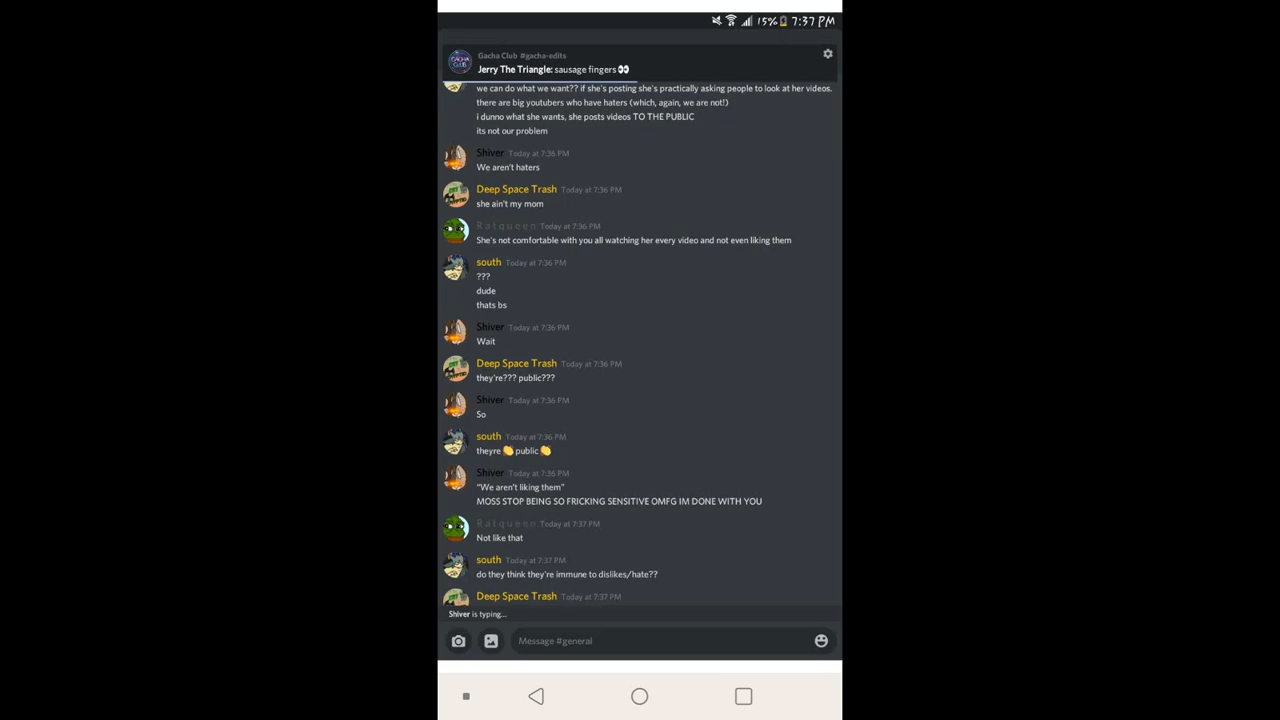 15% 7:37 PM
Gacha Club #gacha-edits
Jerry The Triangle: sausage fingers 👀
we can do what we want?? if she's posting she's practically asking people to look at her videos.
there are big youtubers who have haters (which, again, we are not!)
i dunno what she wants, she posts videos TO THE PUBLIC
its not our problem
Shiver Today at 7:36 PM
We aren't haters
Deep Space Trash Today at 7:36 PM
she ain't my mom
Ratqueen Today at 7:36 PM
She's not comfortable with you all watching her every video and not even liking them
south Today at 7:36 PM
???
dude
thats bs
Shiver Today at 7:36 PM
Wait
Deep Space Trash Today at 7:36 PM
they're??? public???
Shiver Today at 7:36 PM
So
south Today at 7:36 PM
theyre 👏 public 👏
Shiver Today at 7:36 PM
"We aren't liking them"
MOSS STOP BEING SO FRICKING SENSITIVE OMFG IM DONE WITH YOU
Ratqueen Today at 7:37 PM
Not like that
south Today at 7:37 PM
do they think they're immune to dislikes/hate??
Deep Space Trash Today at 7:37 PM
Shiver is typing...
Message #general